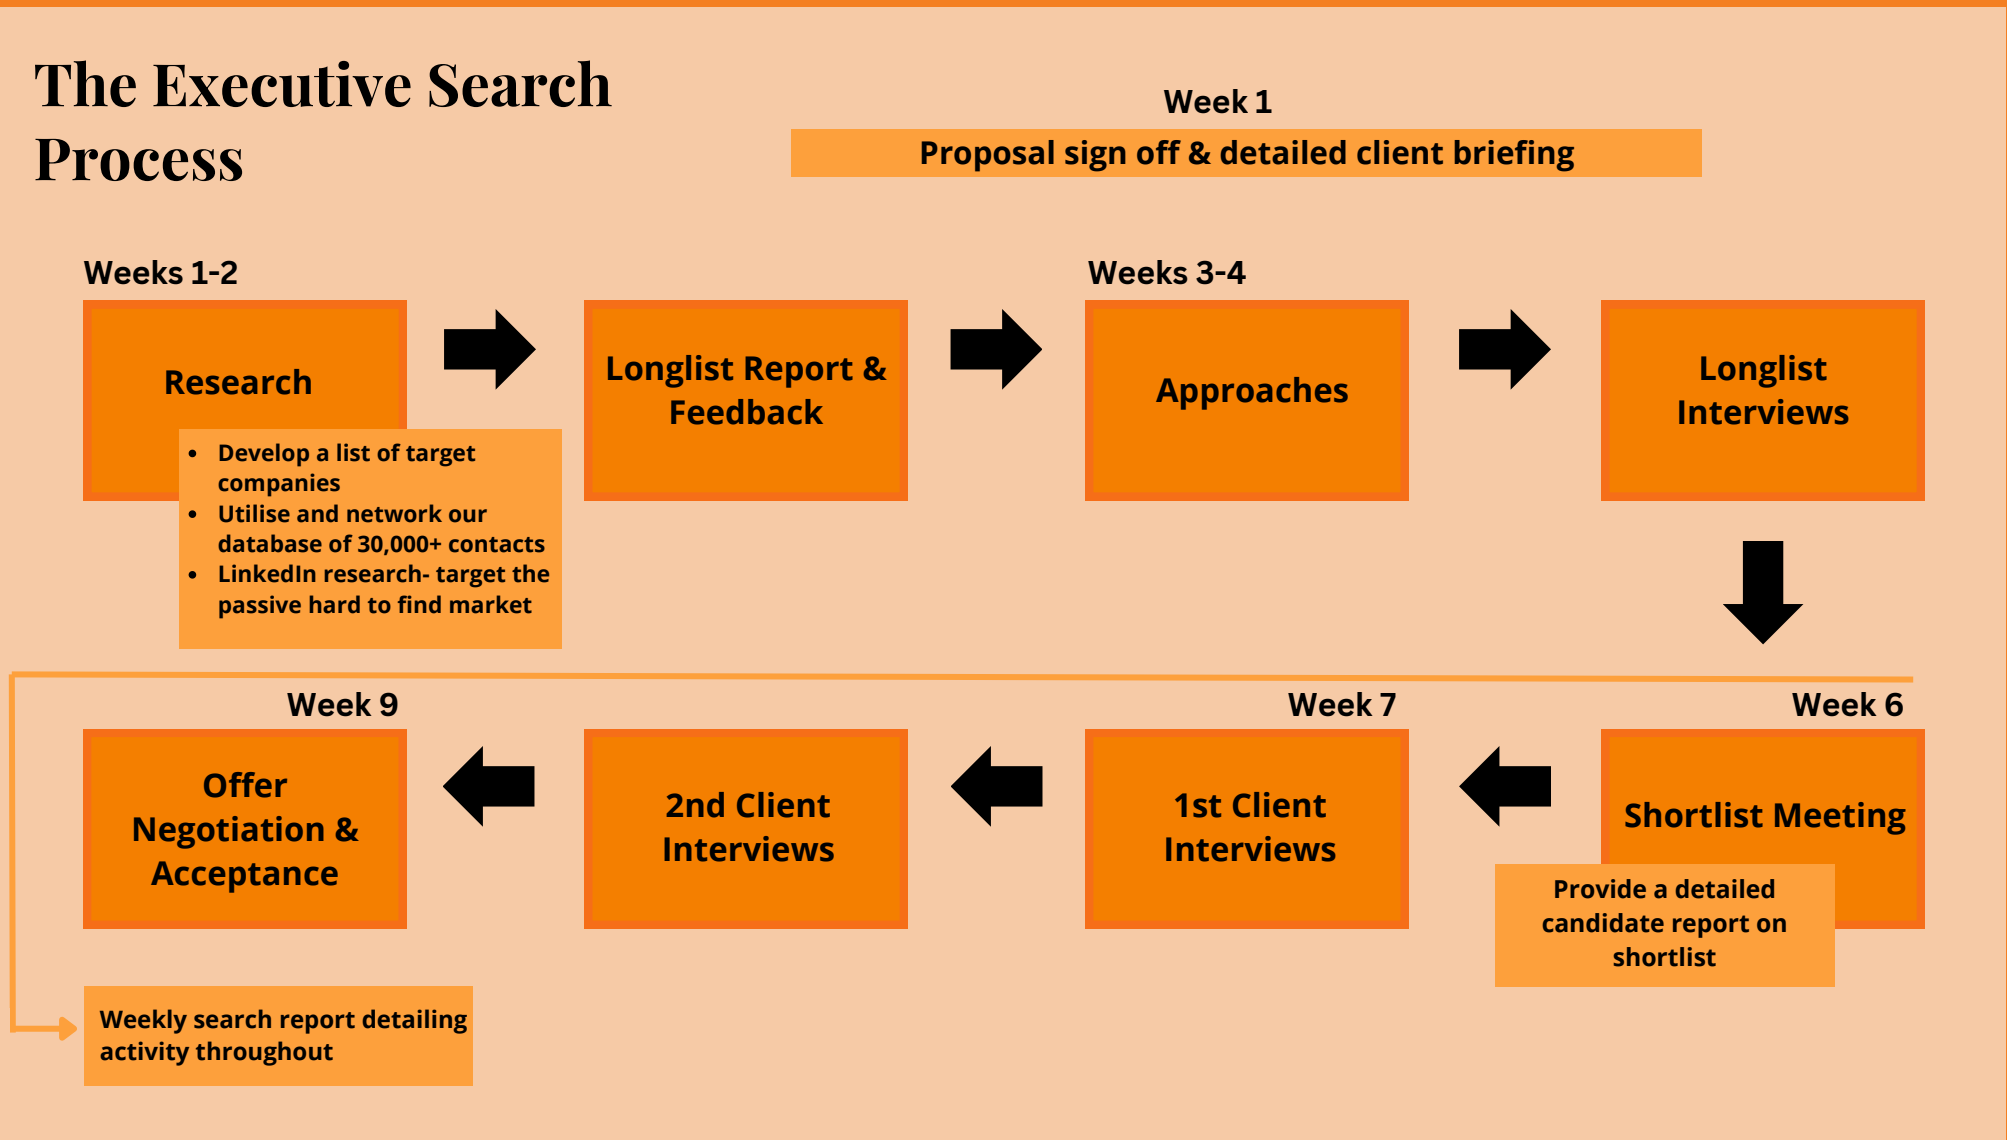 The Executive Search
Process
Week 1
Proposal sign off & detailed client briefing
Weeks 1-2
Research
• Develop a list of target
companies
• Utilise and network our
database of 30,000+ contacts
• LinkedIn research- target the
passive hard to find market
Longlist Report &
Feedback
Weeks 3-4
Approaches
Longlist
Interviews
Week 6
Shortlist Meeting
Provide a detailed
candidate report on
shortlist
Week 7
1st Client
Interviews
2nd Client
Interviews
Week 9
Offer
Negotiation &
Acceptance
Weekly search report detailing
activity throughout